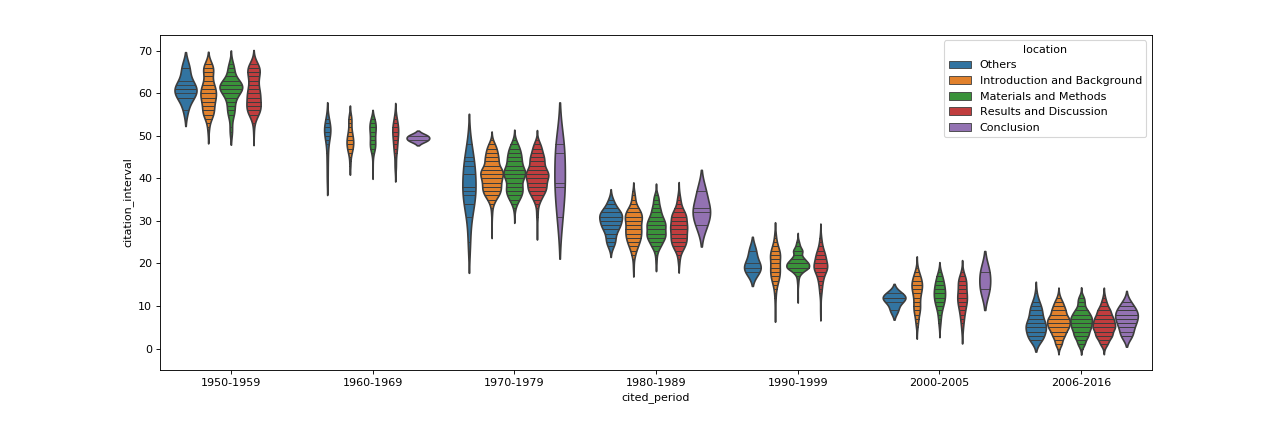 location
Others
Introduction and Background
Materials and Methods
Results and Discussion
Conclusion
citation_interval
70
60
50
40
30
20
10
0
1950-1959
1960-1969
1970-1979
1980-1989
1990-1999
2000-2005
2006-2016
cited_period